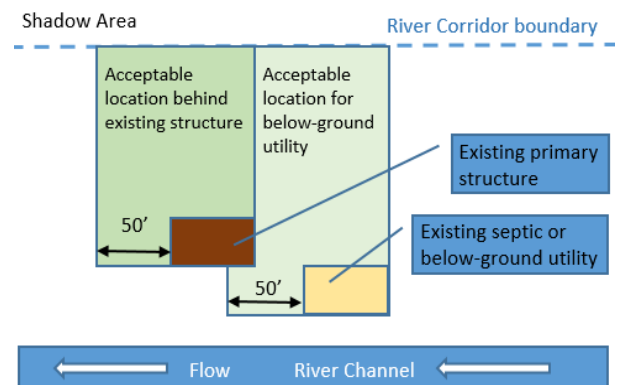 Shadow Area
River Corridor boundary
Acceptable
location behind
existing structure
Acceptable
location for
below-ground
utility
Existing primary
structure
50’
Existing septic or
below-ground utility
50’
Flow
River Channel